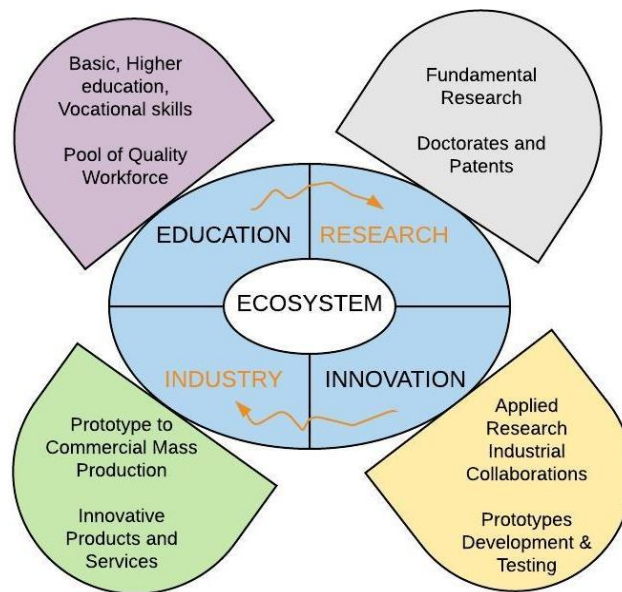 Basic, Higher
education,
Vocational skills
Pool of Quality
Workforce
Fundamental
Research
Doctorates and
Patents
EDUCATION
RESEARCH
ECOSYSTEM
INDUSTRY
INNOVATION
Prototype to
Commercial Mass
Production
Innovative
Products and
Services
Applied
Research
Industrial
Collaborations
Prototypes
Development &
Testing